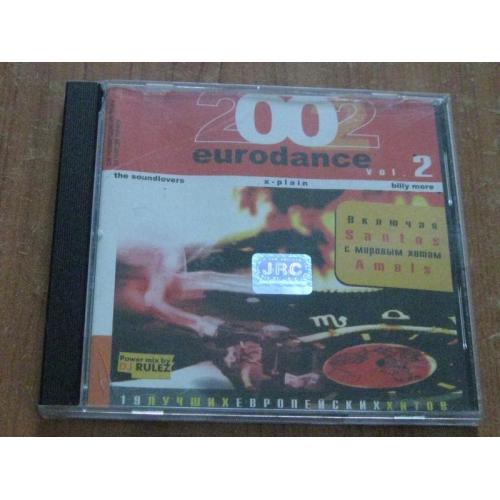 2002
eurodance
vol. 2
the soundlovers
x-plain
billy more
Включая
Santos
с мировым хитом
Amels
JRC
Power mix by
DJ RULEZ
19 ЛУЧШИХ ЕВРОПЕЙСКИХ ХИТОВ